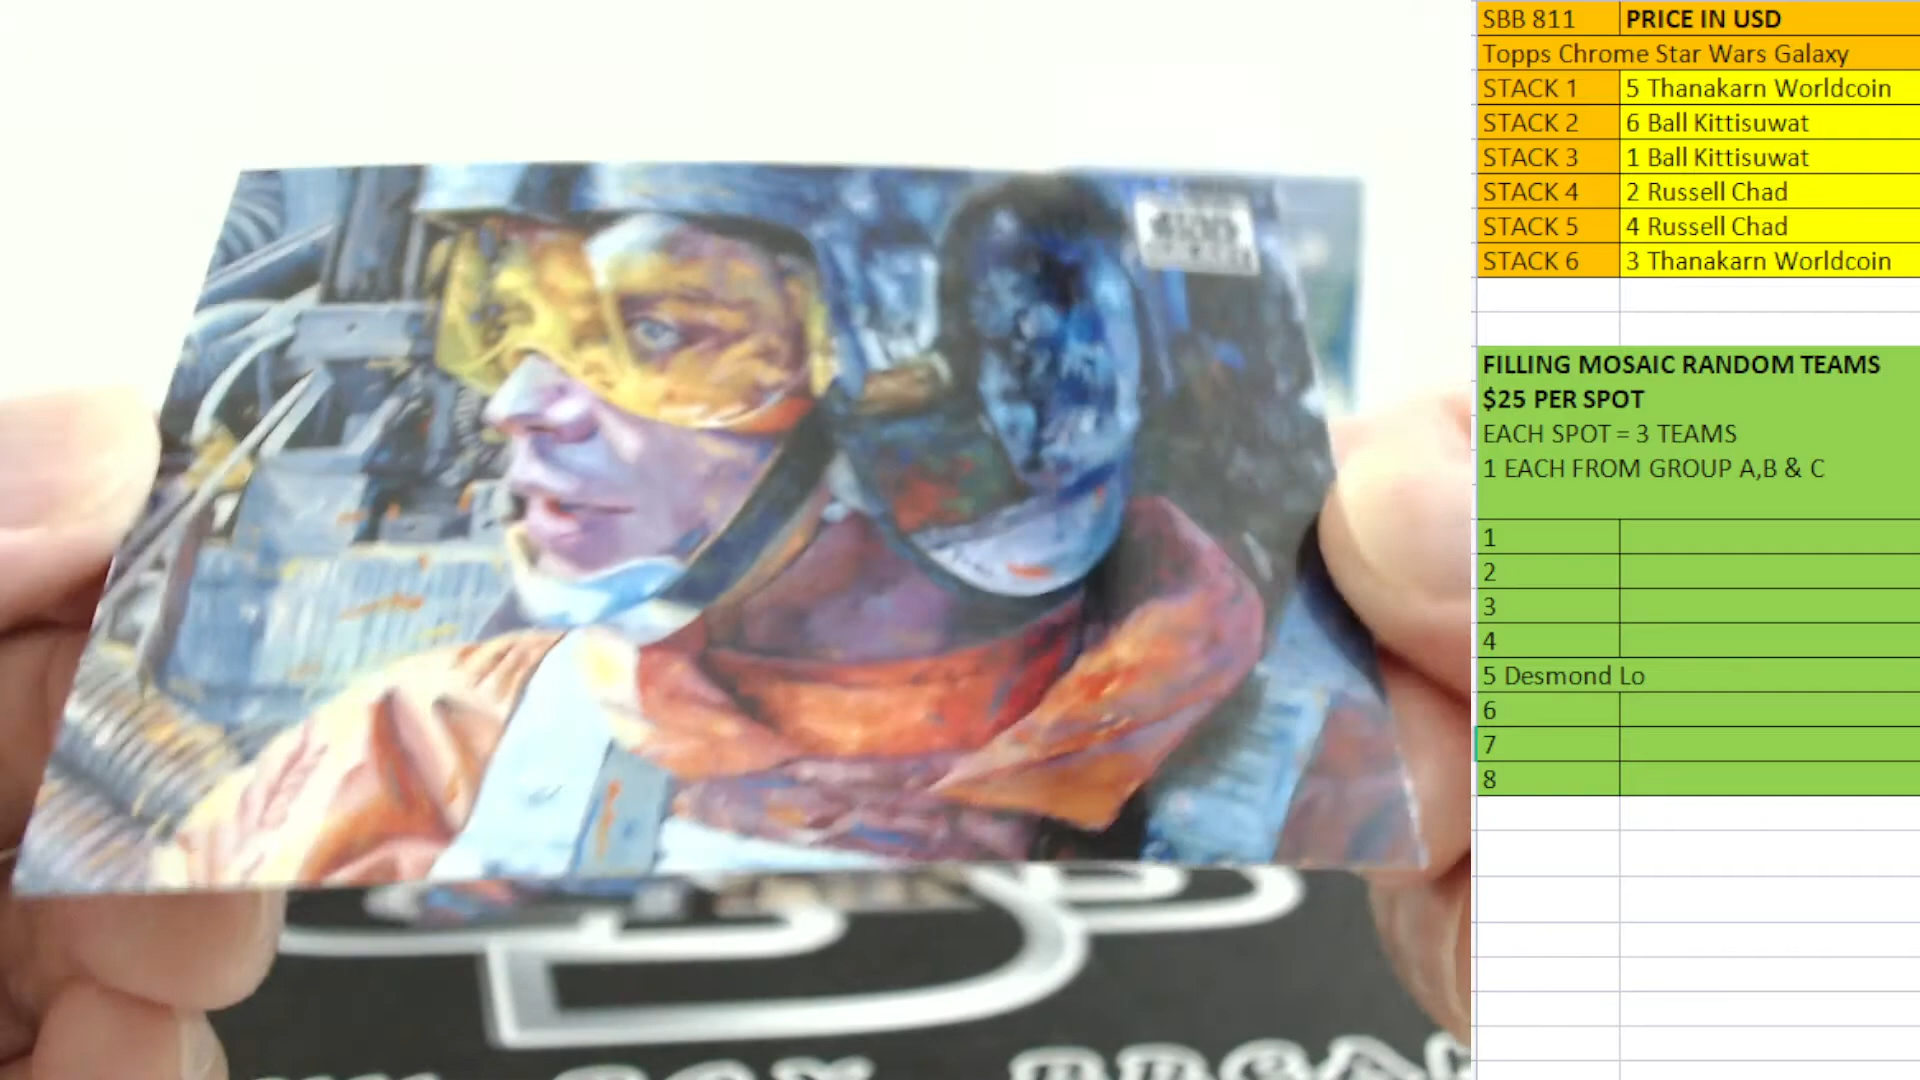 SBB 811 PRICE IN USD
Topps Chrome Star Wars Galaxy
STACK 1 5 Thanakarn Worldcoin
STACK 2 6 Ball Kittisuwat
STACK 3 1 Ball Kittisuwat
STACK 4 2 Russell Chad
STACK 5 4 Russell Chad
STACK 6 3 Thanakarn Worldcoin
FILLING MOSAIC RANDOM TEAMS
$25 PER SPOT
EACH SPOT = 3 TEAMS
1 EACH FROM GROUP A,B & C
1
2
3
4
5 Desmond Lo
6
7
8